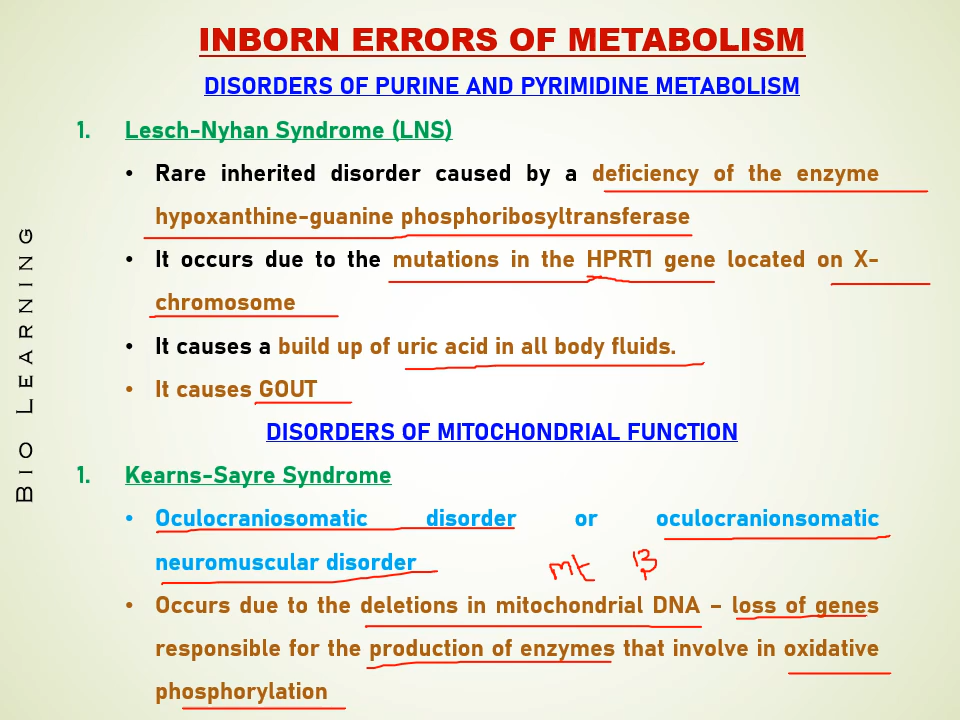 INBORN ERRORS OF METABOLISM
DISORDERS OF PURINE AND PYRIMIDINE METABOLISM
1. Lesch-Nyhan Syndrome (LNS)
• Rare inherited disorder caused by a deficiency of the enzyme
hypoxanthine-guanine phosphoribosyltransferase
• It occurs due to the mutations in the HPRT1 gene located on X-
chromosome
• It causes a build up of uric acid in all body fluids.
• It causes GOUT
DISORDERS OF MITOCHONDRIAL FUNCTION
1. Kearns-Sayre Syndrome
• Oculocraniosomatic disorder or oculocranionsomatic
neuromuscular disorder
mt 13
• Occurs due to the deletions in mitochondrial DNA – loss of genes
responsible for the production of enzymes that involve in oxidative
phosphorylation
Bio Learning